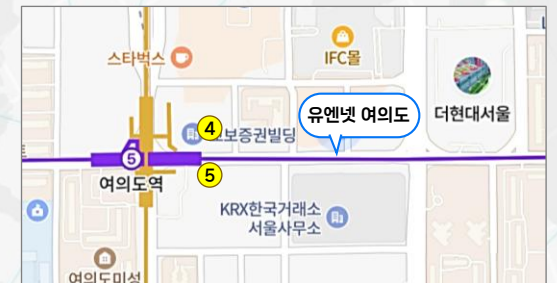 스타벅스
IFC몰
더현대서울
유엔넷 여의도
4
보증권빌딩
5
5
여의도역
KRX한국거래소
서울사무소
여의도미성